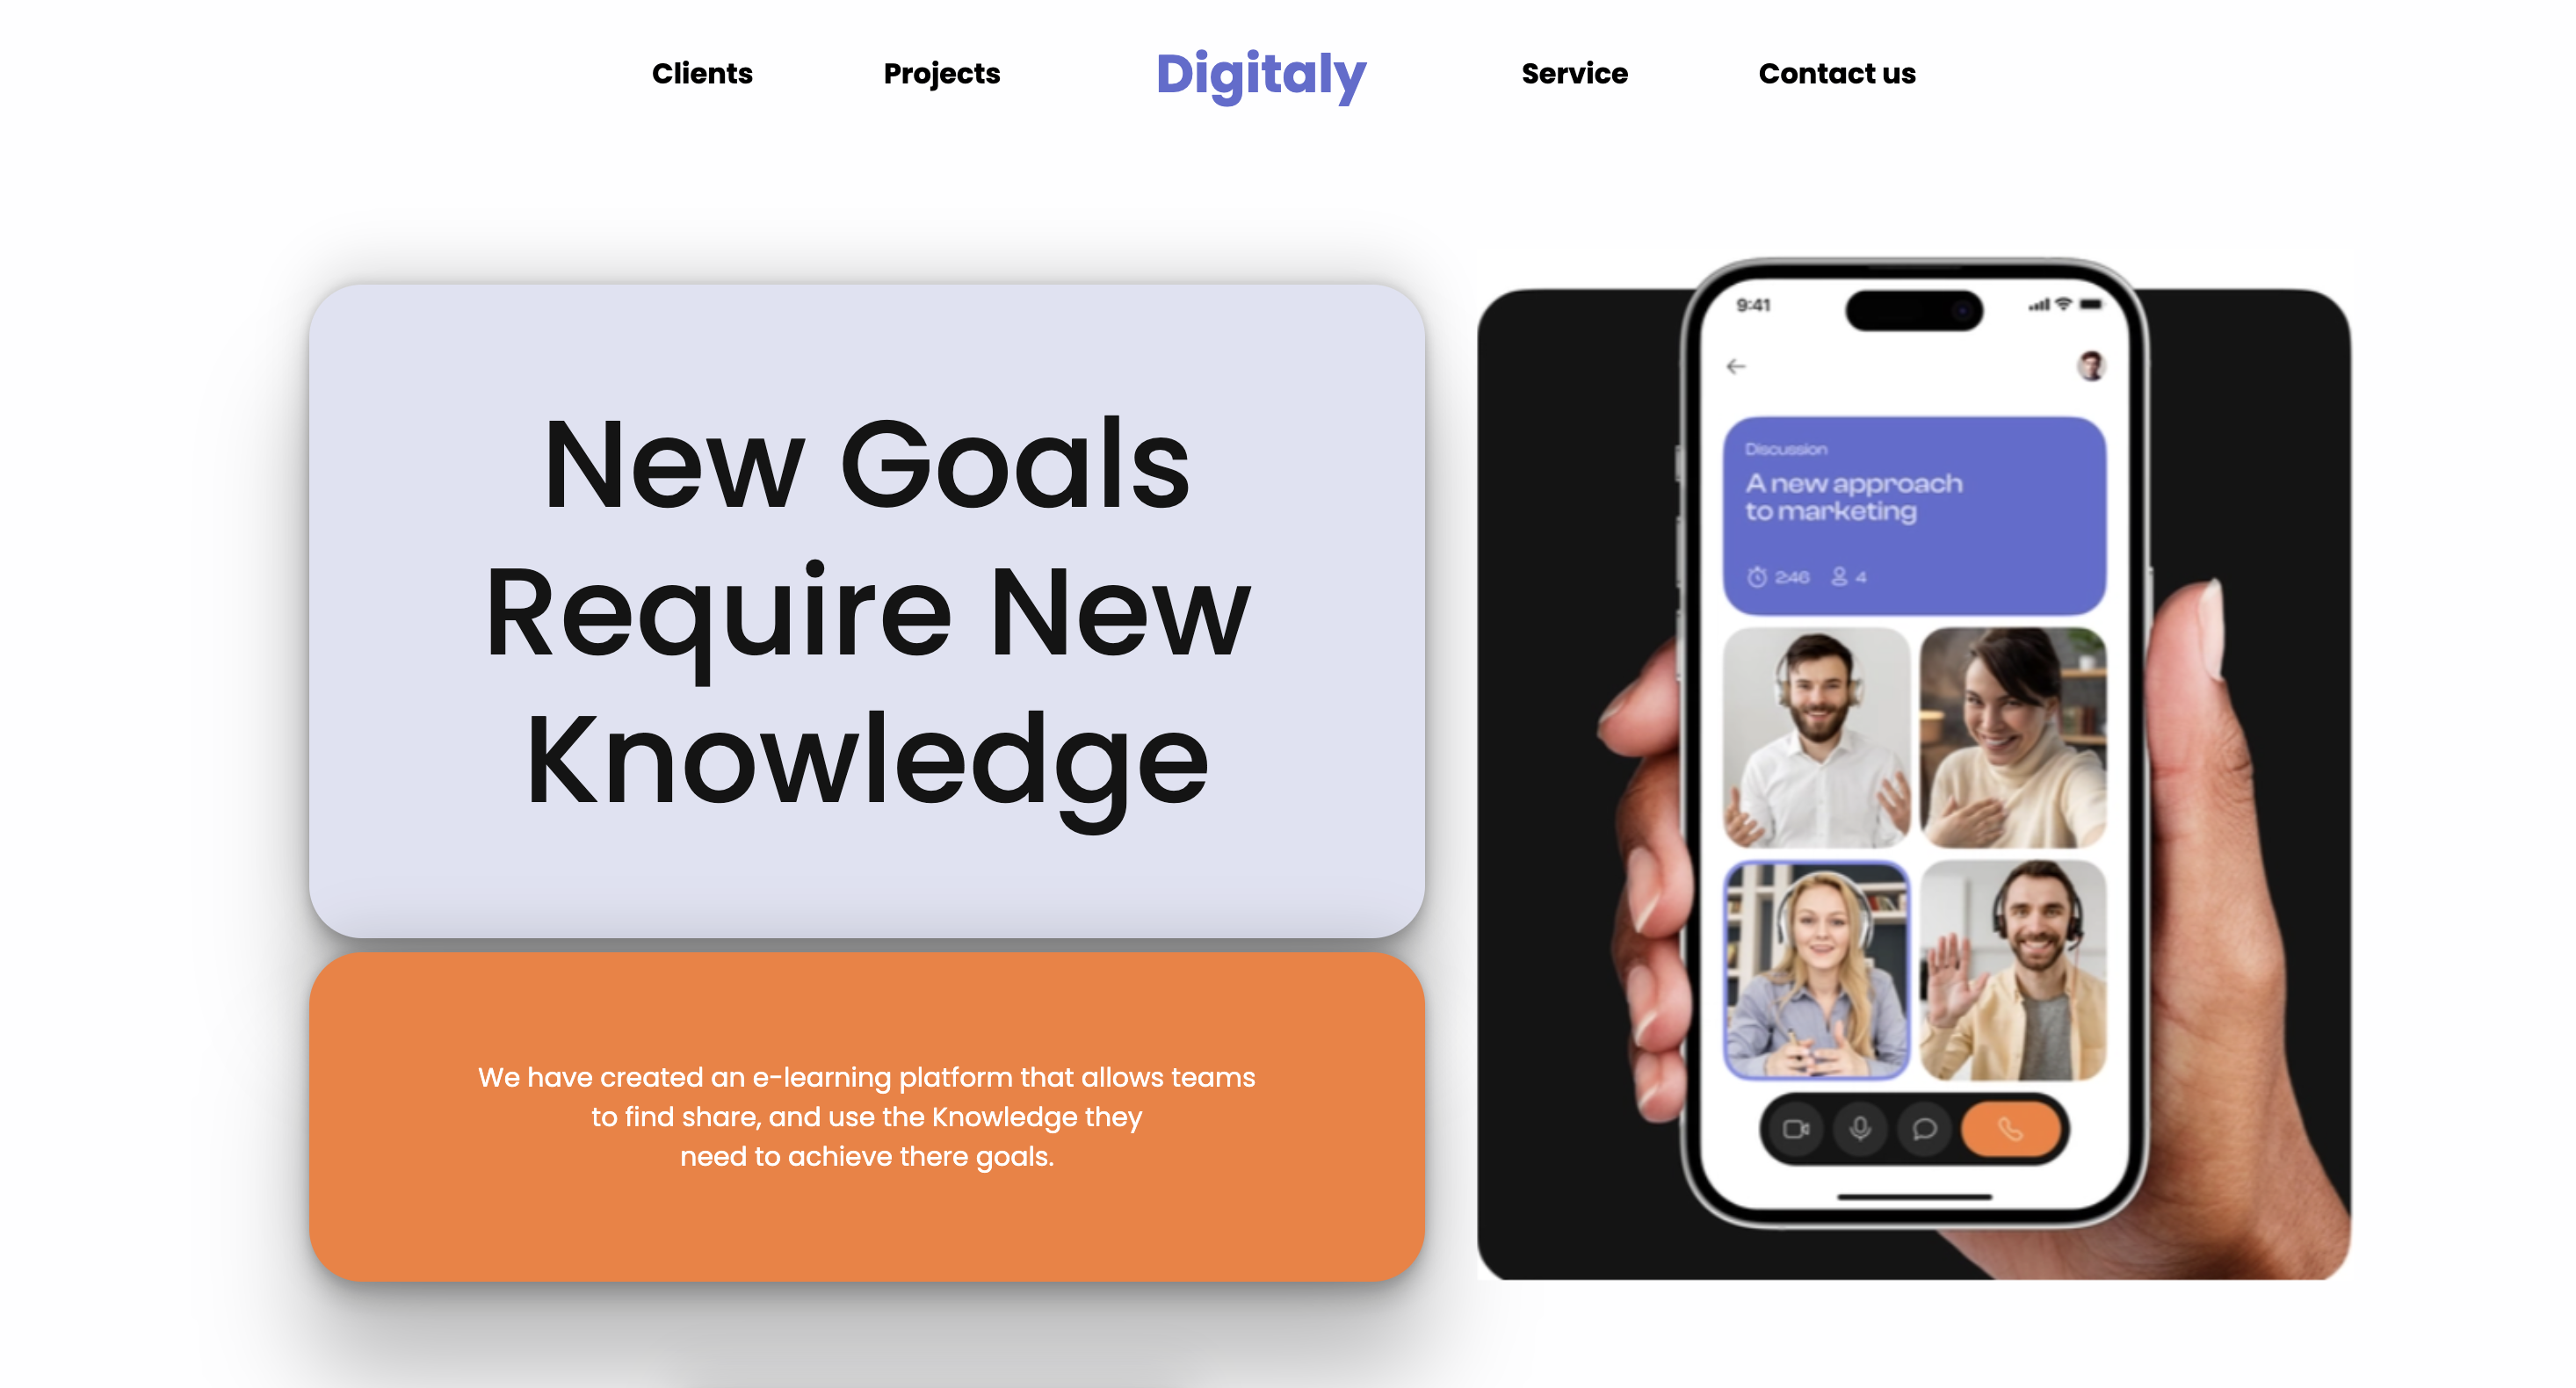 Clients Projects Digitaly Service Contact us
New Goals
Require New
Knowledge
We have created an e-learning platform that allows teams
to find share, and use the Knowledge they
need to achieve there goals.
9:41
Discussion
A new approach
to marketing
2:46 4